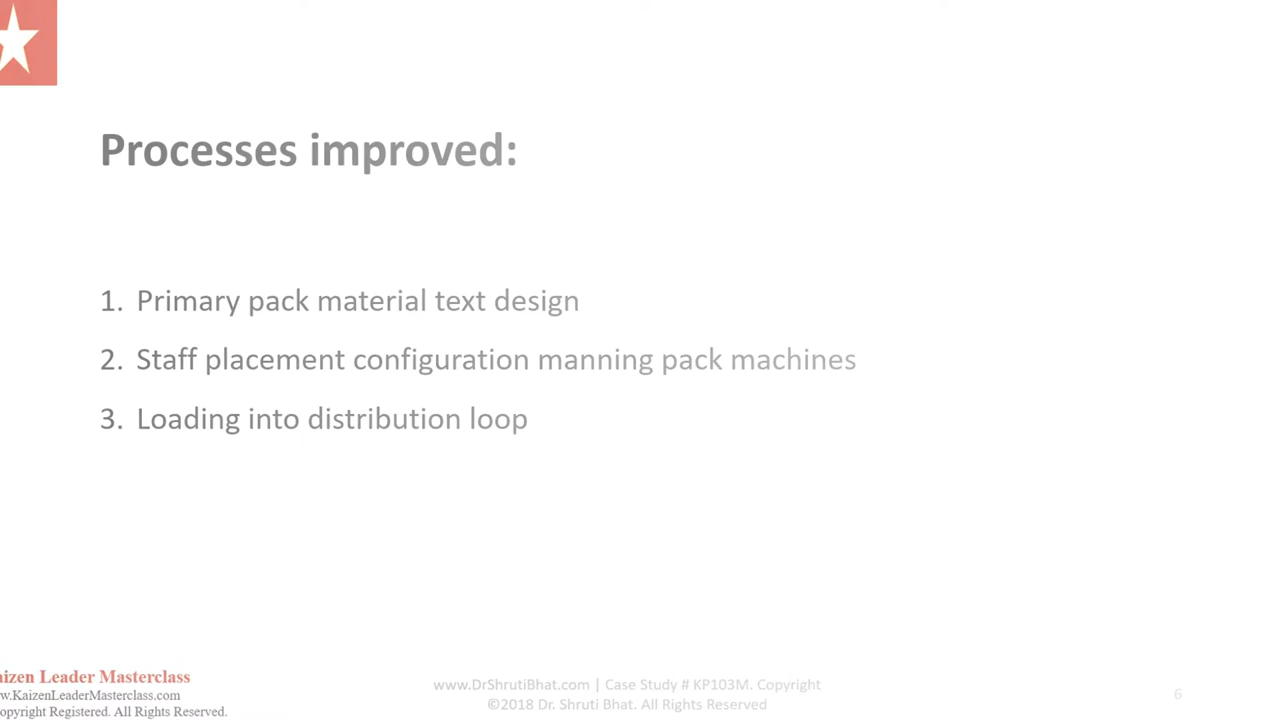 Processes improved:
1. Primary pack material text design
2. Staff placement configuration manning pack machines
3. Loading into distribution loop
aizen Leader Masterclass
w.KaizenLeaderMasterclass.com
opyright Registered. All Rights Reserved.
www.DrShrutiBhat.com | Case Study # KP103M. Copyright
©2018 Dr. Shruti Bhat. All Rights Reserved
6